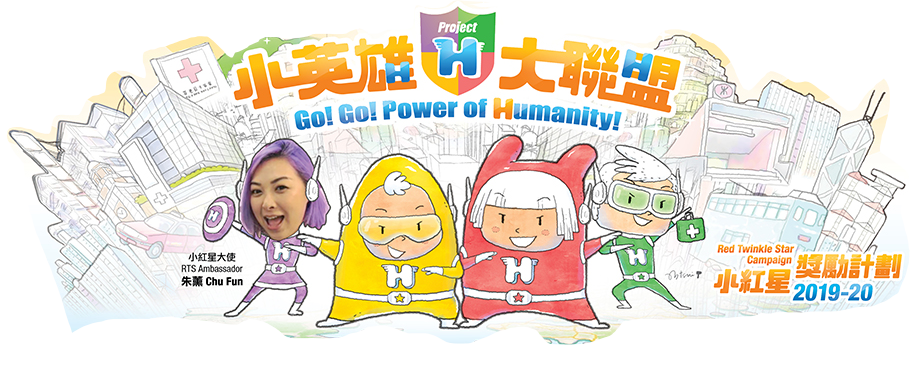 Project
小英雄 H 大聯盟
Go! Go! Power of Humanity!
小紅星大使
RTS Ambassador
朱薰 Chu Fun
H
H
H
H
H
Red Twinkle Star
Campaign
小紅星 獎勵計劃
2019-20